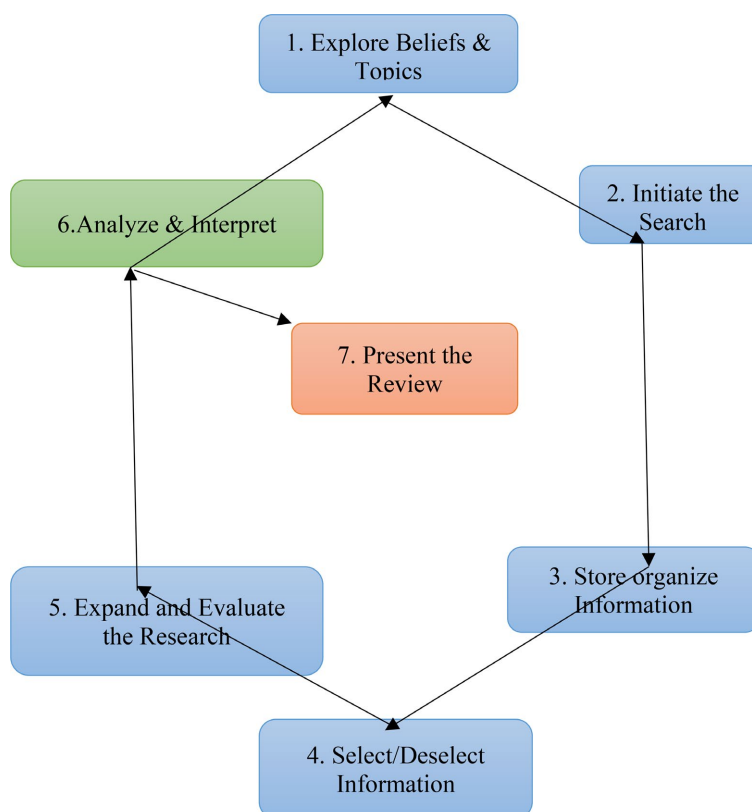 1. Explore Beliefs &
Topics
2. Initiate the
Search
6.Analyze & Interpret
7. Present the
Review
3. Store organize
Information
5. Expand and Evaluate
the Research
4. Select/Deselect
Information